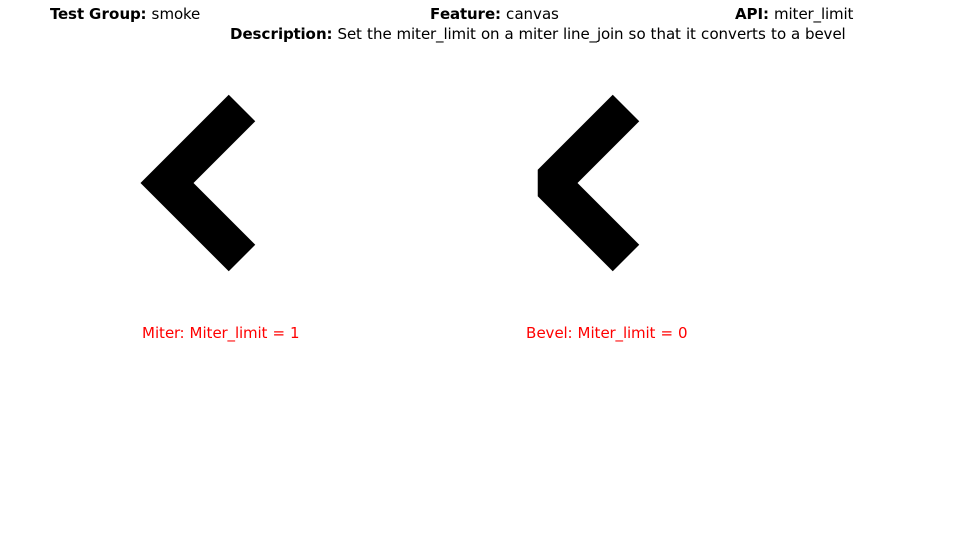 Test Group: smoke Feature: canvas API: miter_limit
Description: Set the miter_limit on a miter line_join so that it converts to a bevel
Miter: Miter_limit = 1 Bevel: Miter_limit = 0